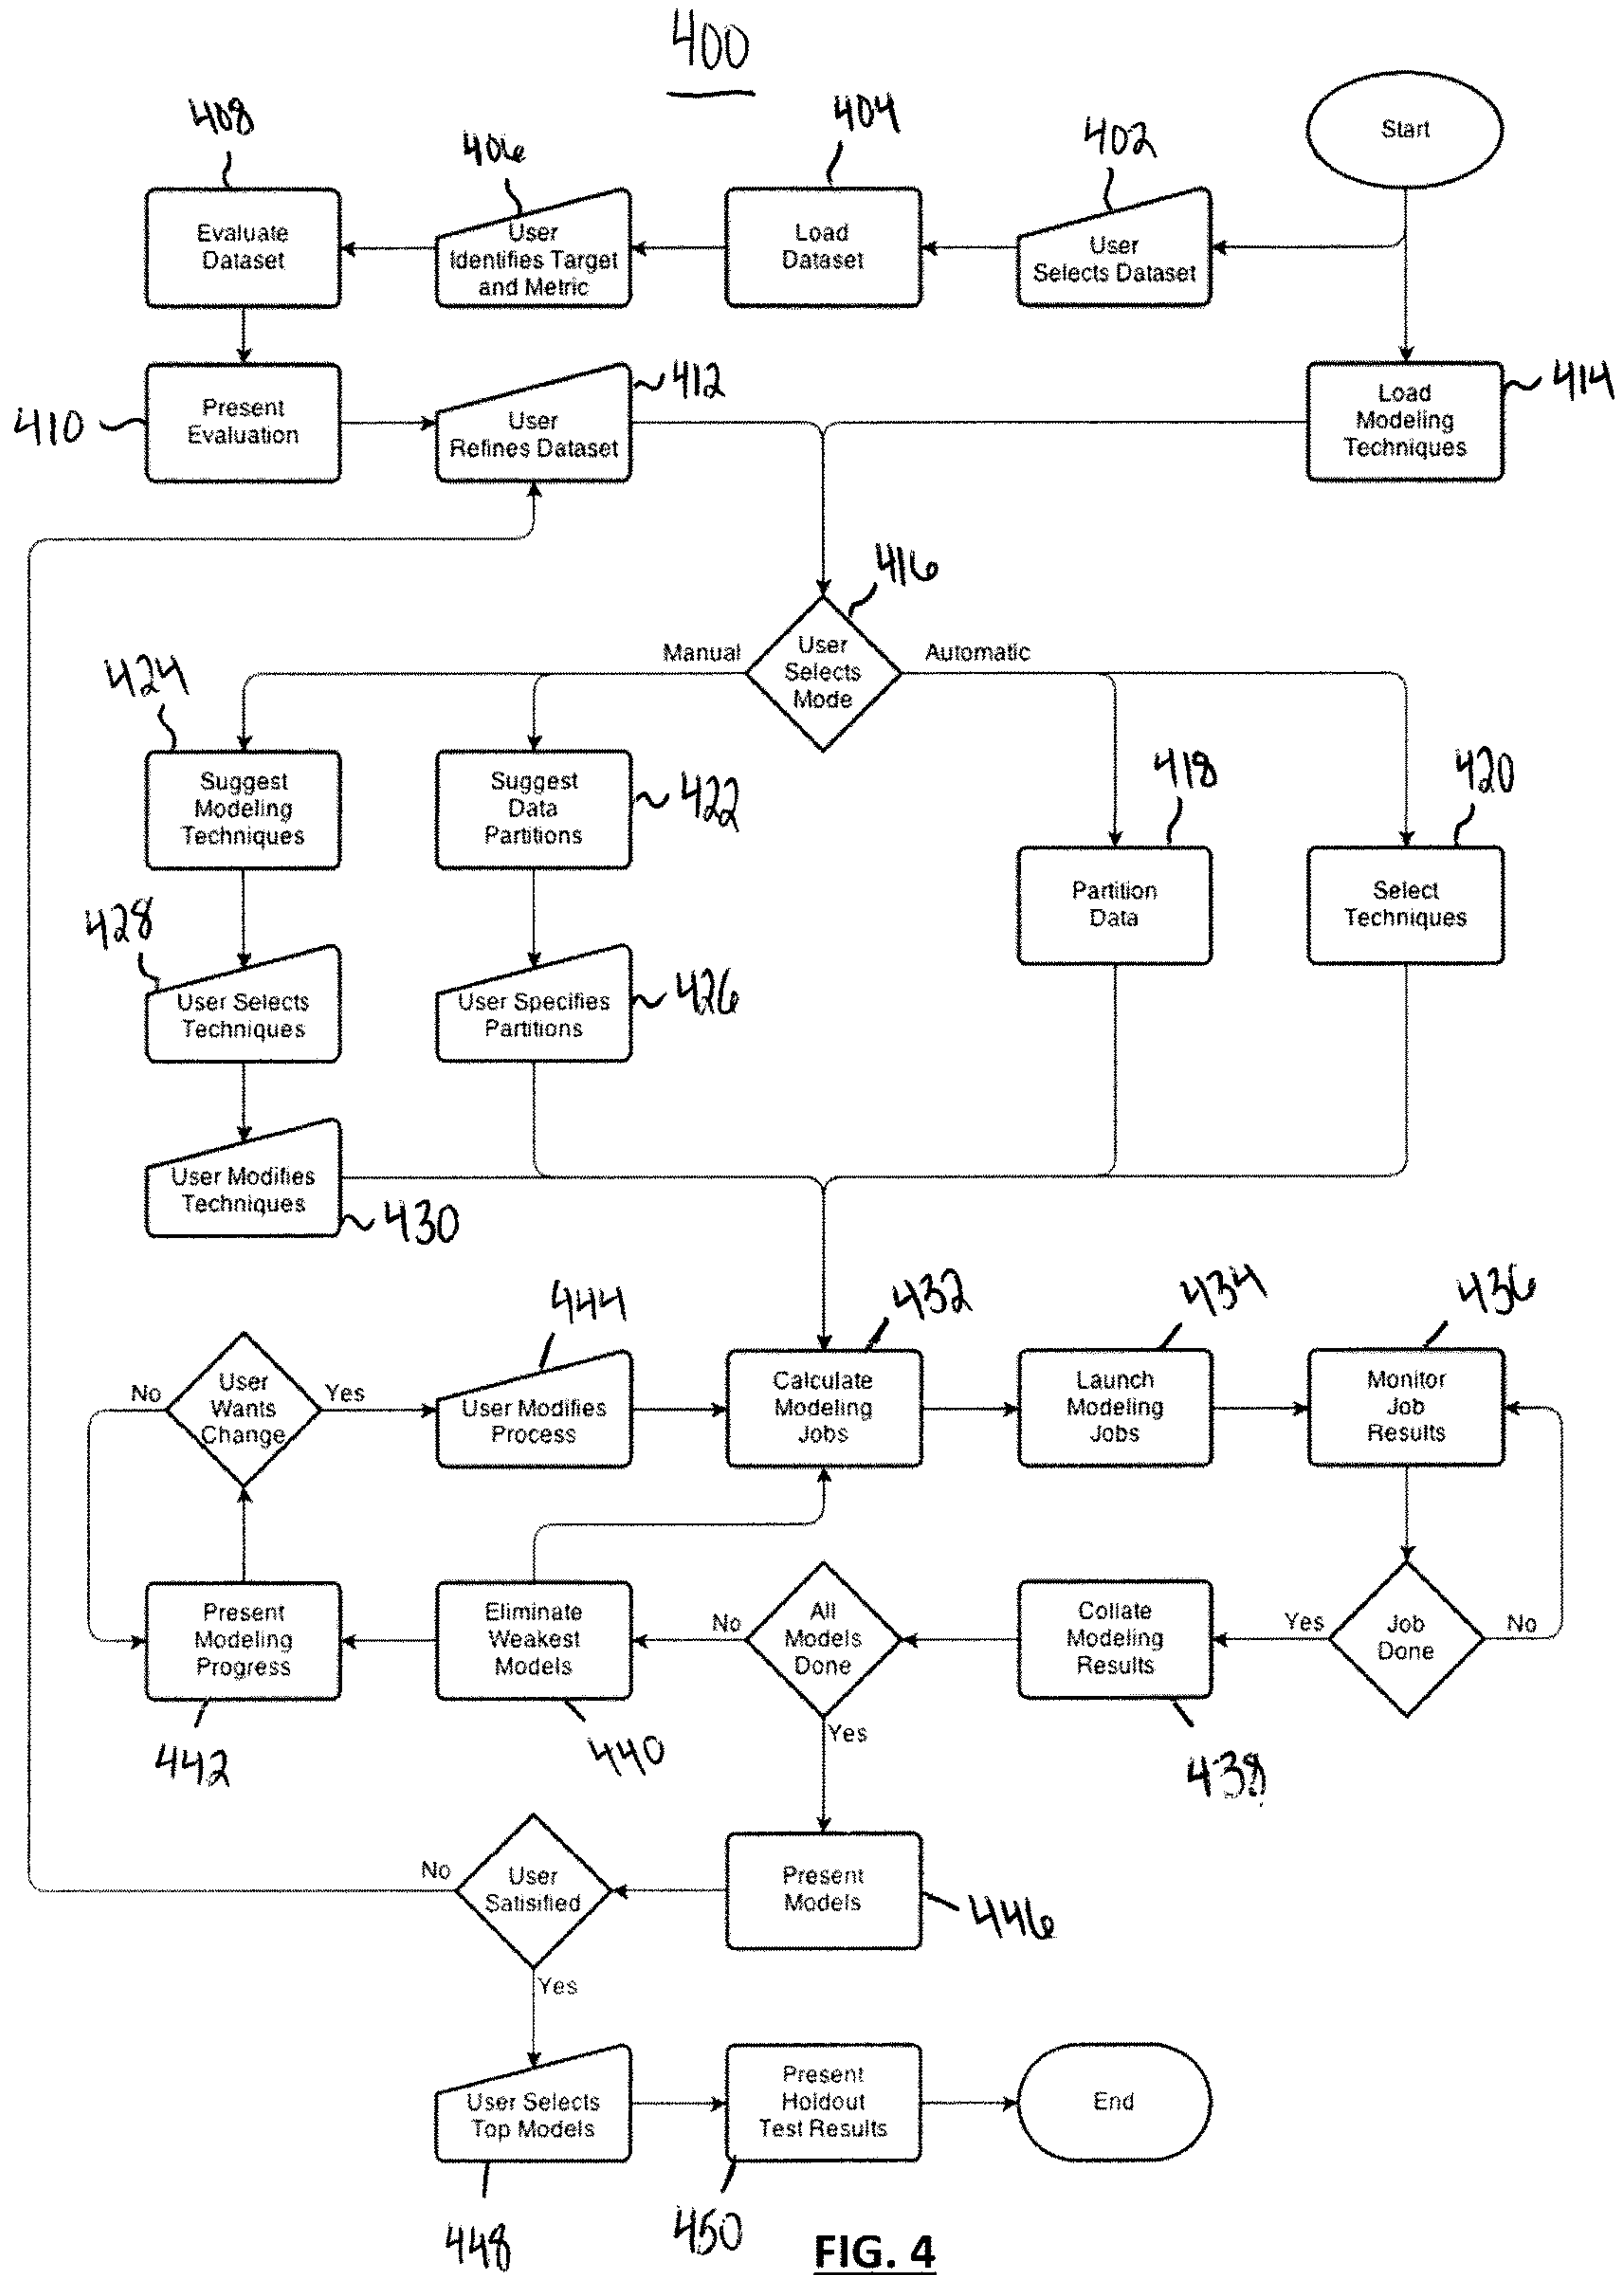 400
408
406
404
402
Start
Evaluate
Dataset
User
Identifies Target
and Metric
Load
Dataset
User
Selects Dataset
410
Present
Evaluation
412
User
Refines Dataset
Load
Modeling
Techniques
414
416
User
Selects
Mode
Manual
Automatic
424
Suggest
Modeling
Techniques
Suggest
Data
Partitions
422
418
Partition
Data
420
Select
Techniques
428
User Selects
Techniques
User Specifies
Partitions
426
User Modifies
Techniques
430
No
User
Wants
Change
Yes
444
User Modifies
Process
432
Calculate
Modeling
Jobs
434
Launch
Modeling
Jobs
436
Monitor
Job
Results
Present
Modeling
Progress
442
Eliminate
Weakest
Models
440
No
All
Models
Done
Yes
Collate
Modeling
Results
438
Yes
Job
Done
No
No
User
Satisified
Yes
Present
Models
446
User Selects
Top Models
448
Present
Holdout
Test Results
450
End
FIG. 4